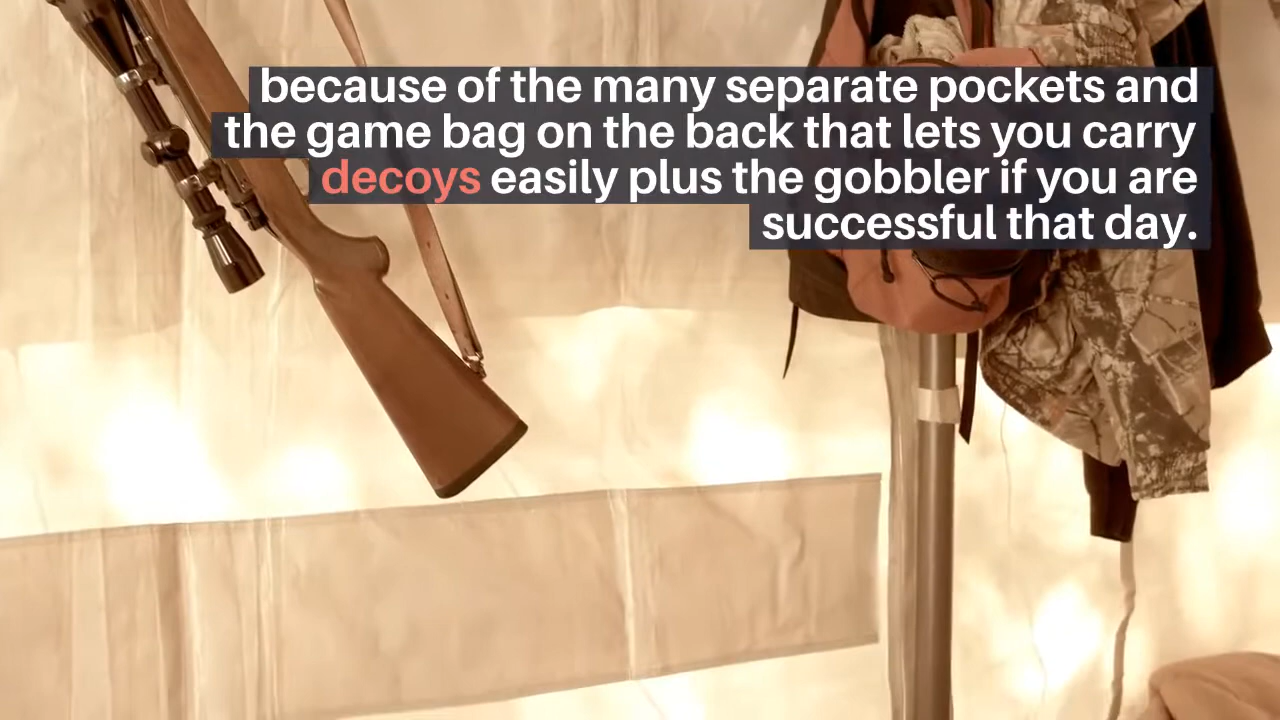 because of the many separate pockets and
the game bag on the back that lets you carry
decoys easily plus the gobbler if you are
successful that day.